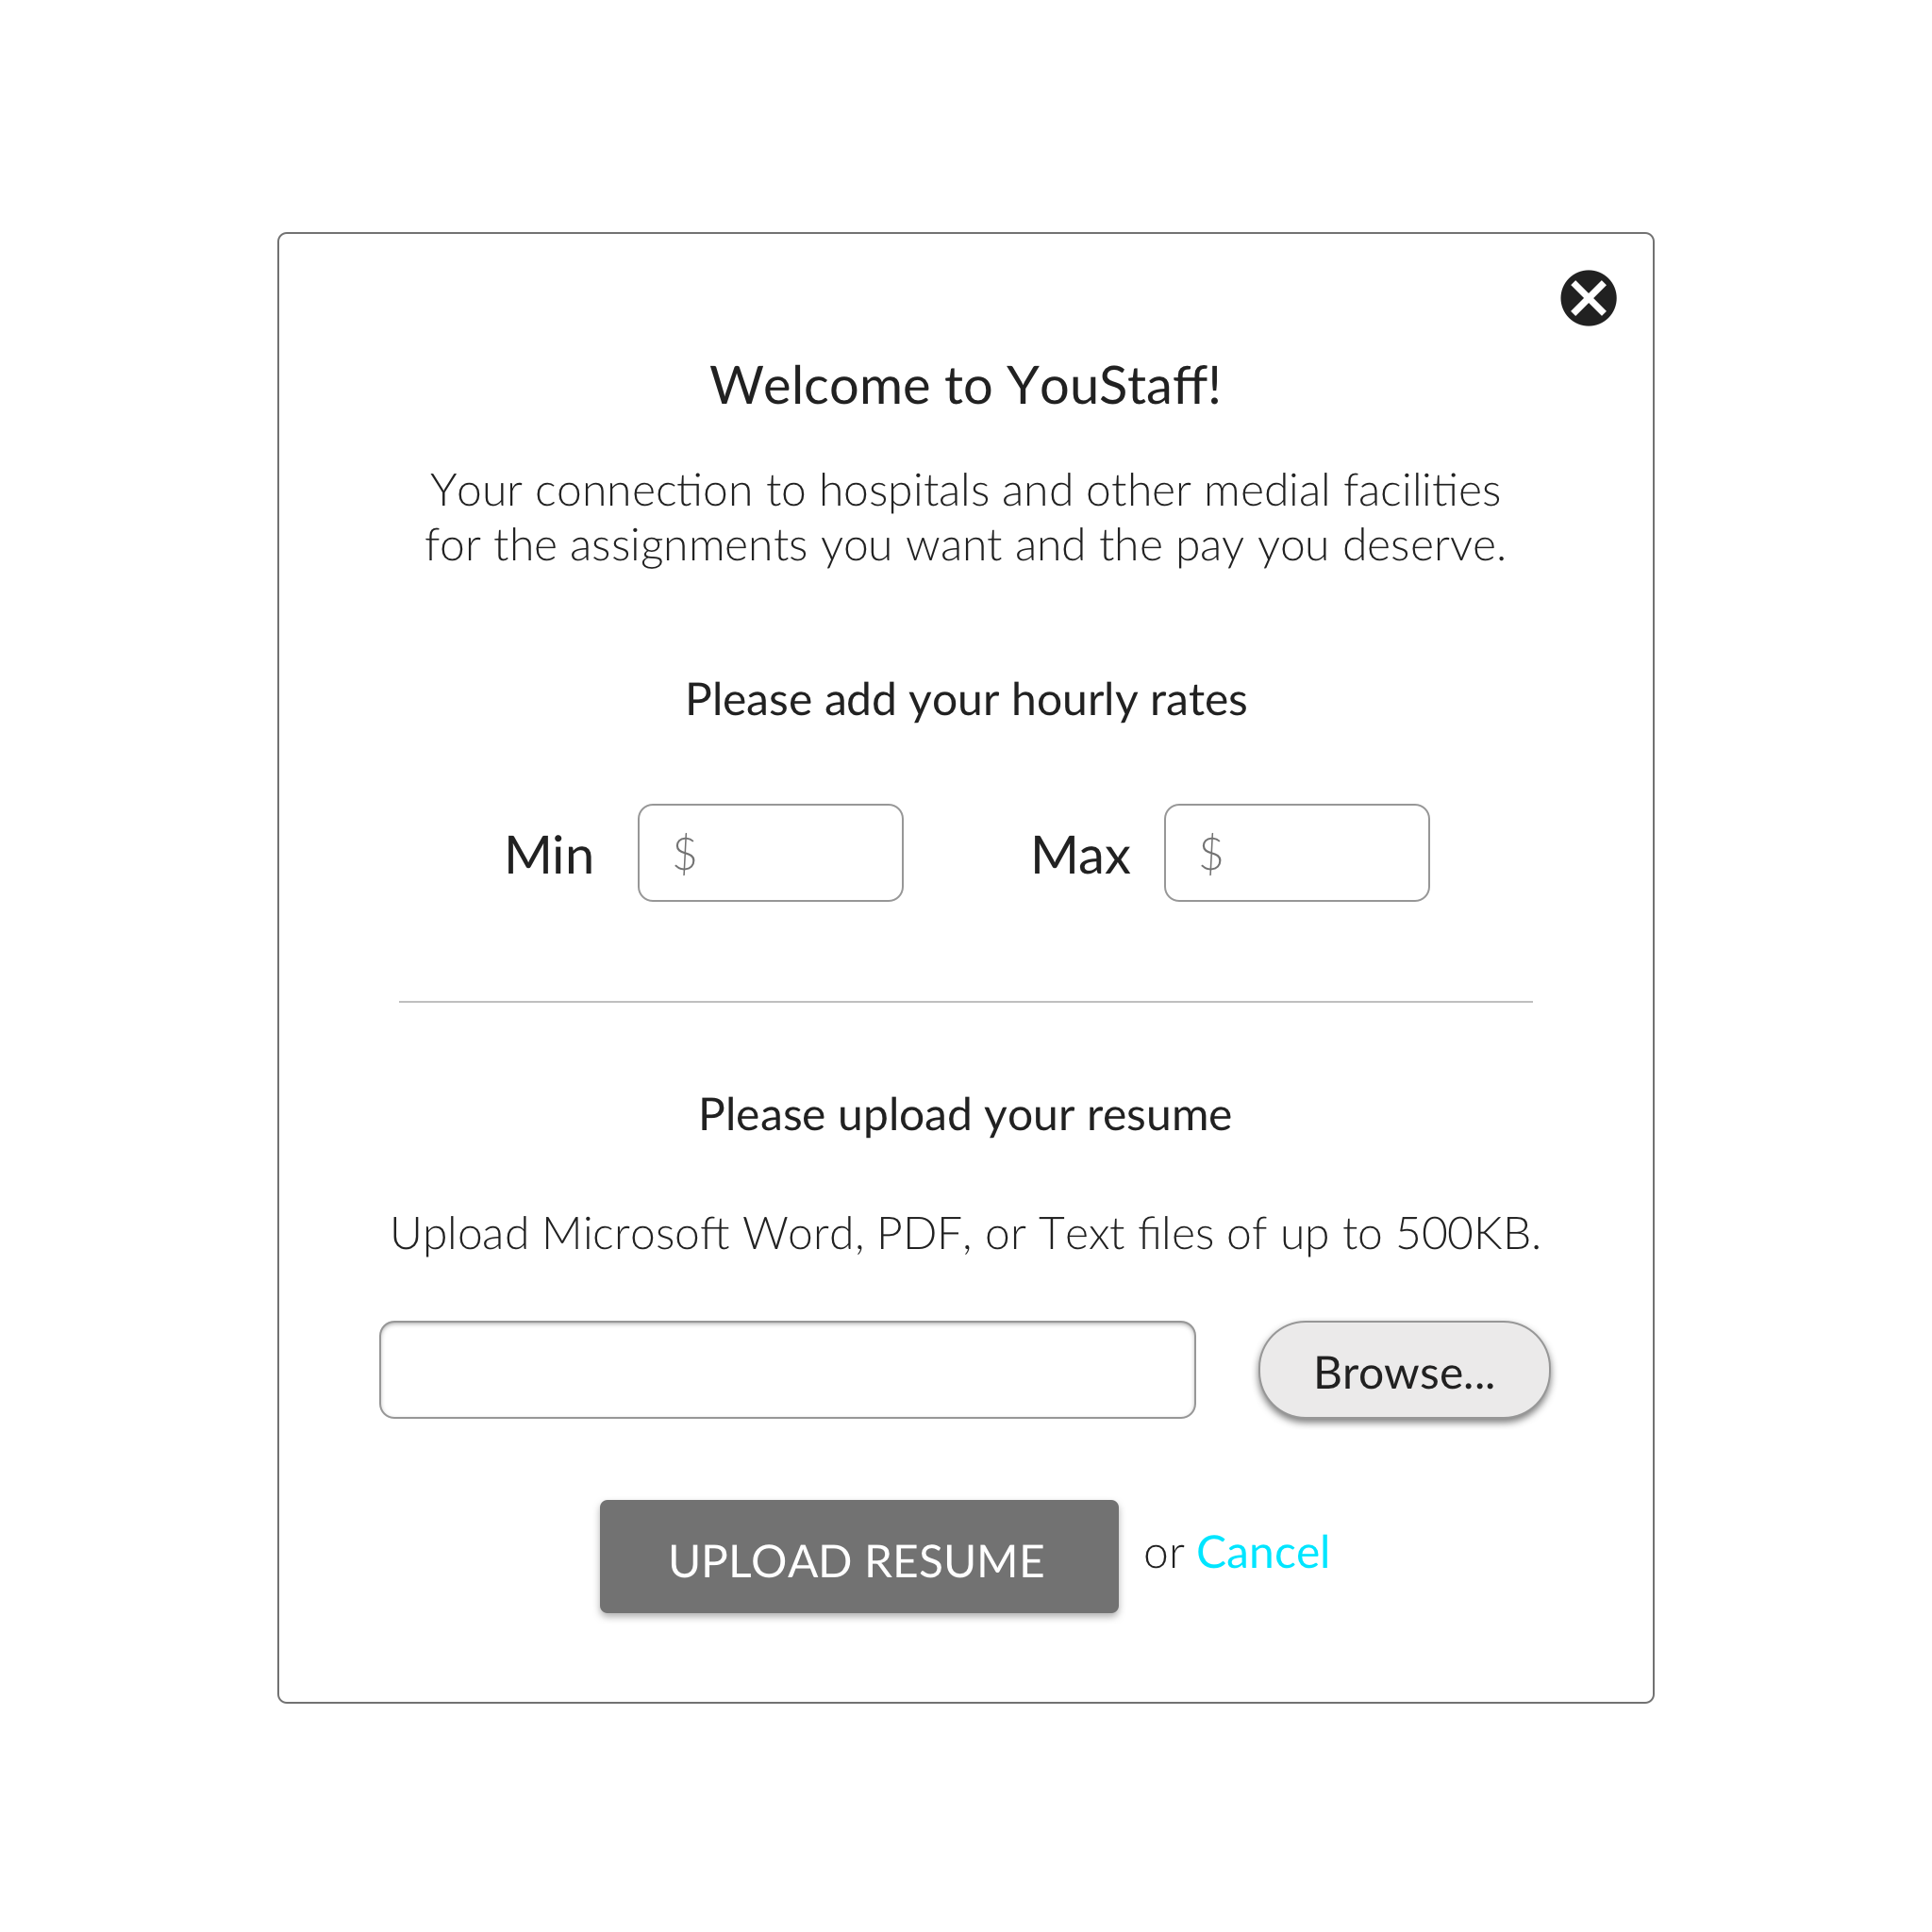 Welcome to YouStaff!
Your connection to hospitals and other medial facilities
for the assignments you want and the pay you deserve.
Please add your hourly rates
Min $ Max $
Please upload your resume
Upload Microsoft Word, PDF, or Text files of up to 500KB.
Browse...
UPLOAD RESUME or Cancel